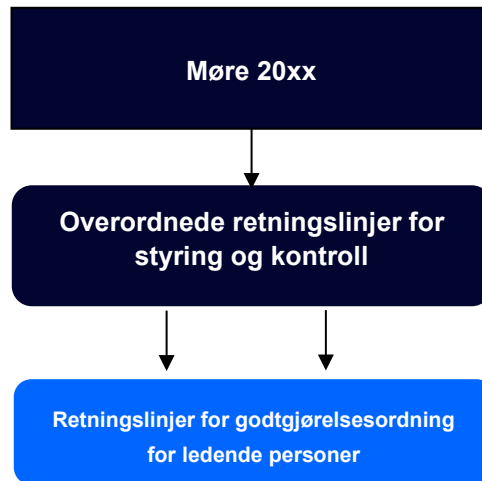 Møre 20xx
Overordnede retningslinjer for
styring og kontroll
Retningslinjer for godtgjørelsesordning
for ledende personer